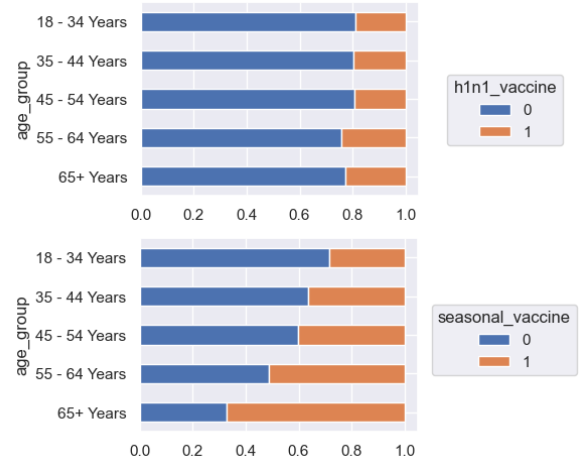 age_group
18 - 34 Years
35 - 44 Years
45 - 54 Years
55 - 64 Years
65+ Years
0.0 0.2 0.4 0.6 0.8 1.0
h1n1_vaccine
0
1
age_group
18 - 34 Years
35 - 44 Years
45 - 54 Years
55 - 64 Years
65+ Years
0.0 0.2 0.4 0.6 0.8 1.0
seasonal_vaccine
0
1